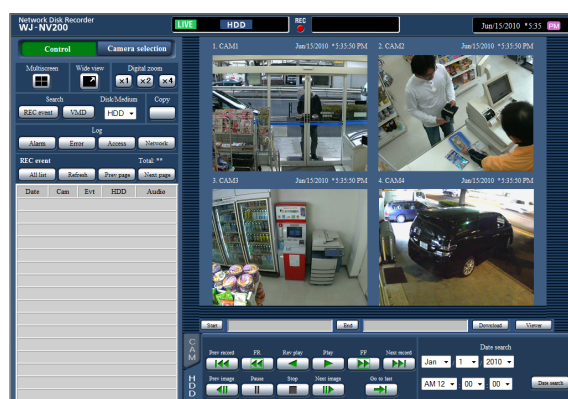 Network Disk Recorder
WJ-NV200
LIVE HDD REC Jun/15/2010 *5:35 PM
Control Camera selection
Multiscreen Wide view Digital zoom
×1 ×2 ×4
Search Disk/Medium Copy
REC event VMD HDD
Log
Alarm Error Access Network
REC event Total: **
All list Refresh Prev page Next page
Date Cam Evt HDD Audio
1. CAM1 Jun/15/2010 *5:35:50 PM
2. CAM2 Jun/15/2010 *5:35:50 PM
3. CAM3 Jun/15/2010 *5:35:50 PM
4. CAM4 Jun/15/2010 *5:35:50 PM
Start End Download Viewer
CAM
HDD
Prev record FR Rev play Play FF Next record
Prev image Pause Stop Next image Go to last
Date search
Jan 1 2010
AM 12 : 00 : 00 Date search